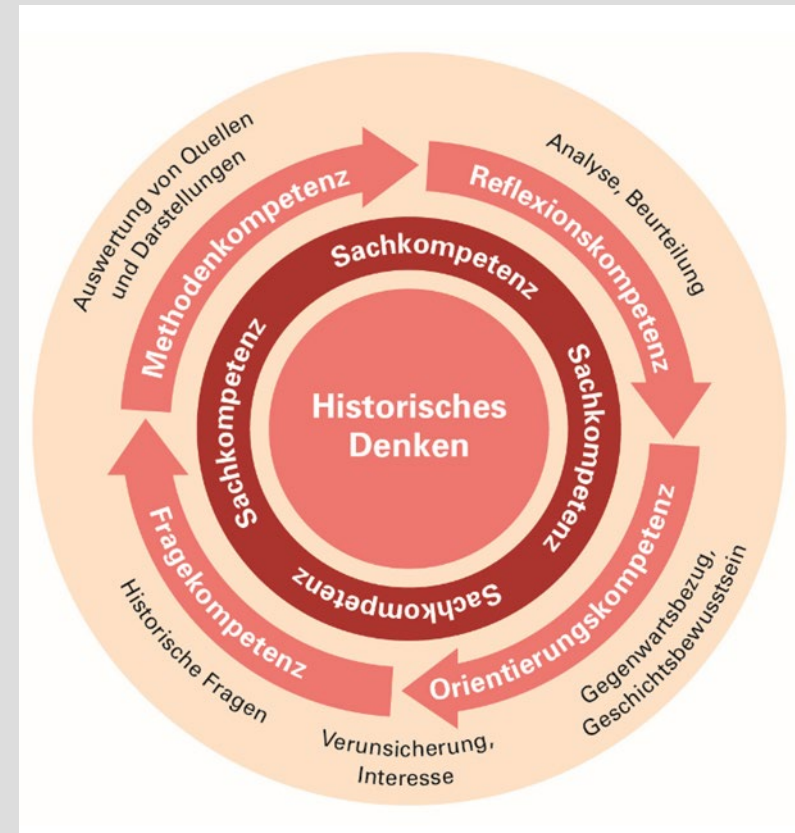 Auswertung von Quellen
und Darstellungen
Methodenkompetenz
Analyse, Beurteilung
Reflexionskompetenz
Sachkompetenz
Sachkompetenz
Sachkompetenz
Sachkompetenz
Historisches
Denken
Orientierungskompetenz
Gegenwartsbezug,
Geschichtsbewusstsein
Fragekompetenz
Historische Fragen
Verunsicherung,
Interesse